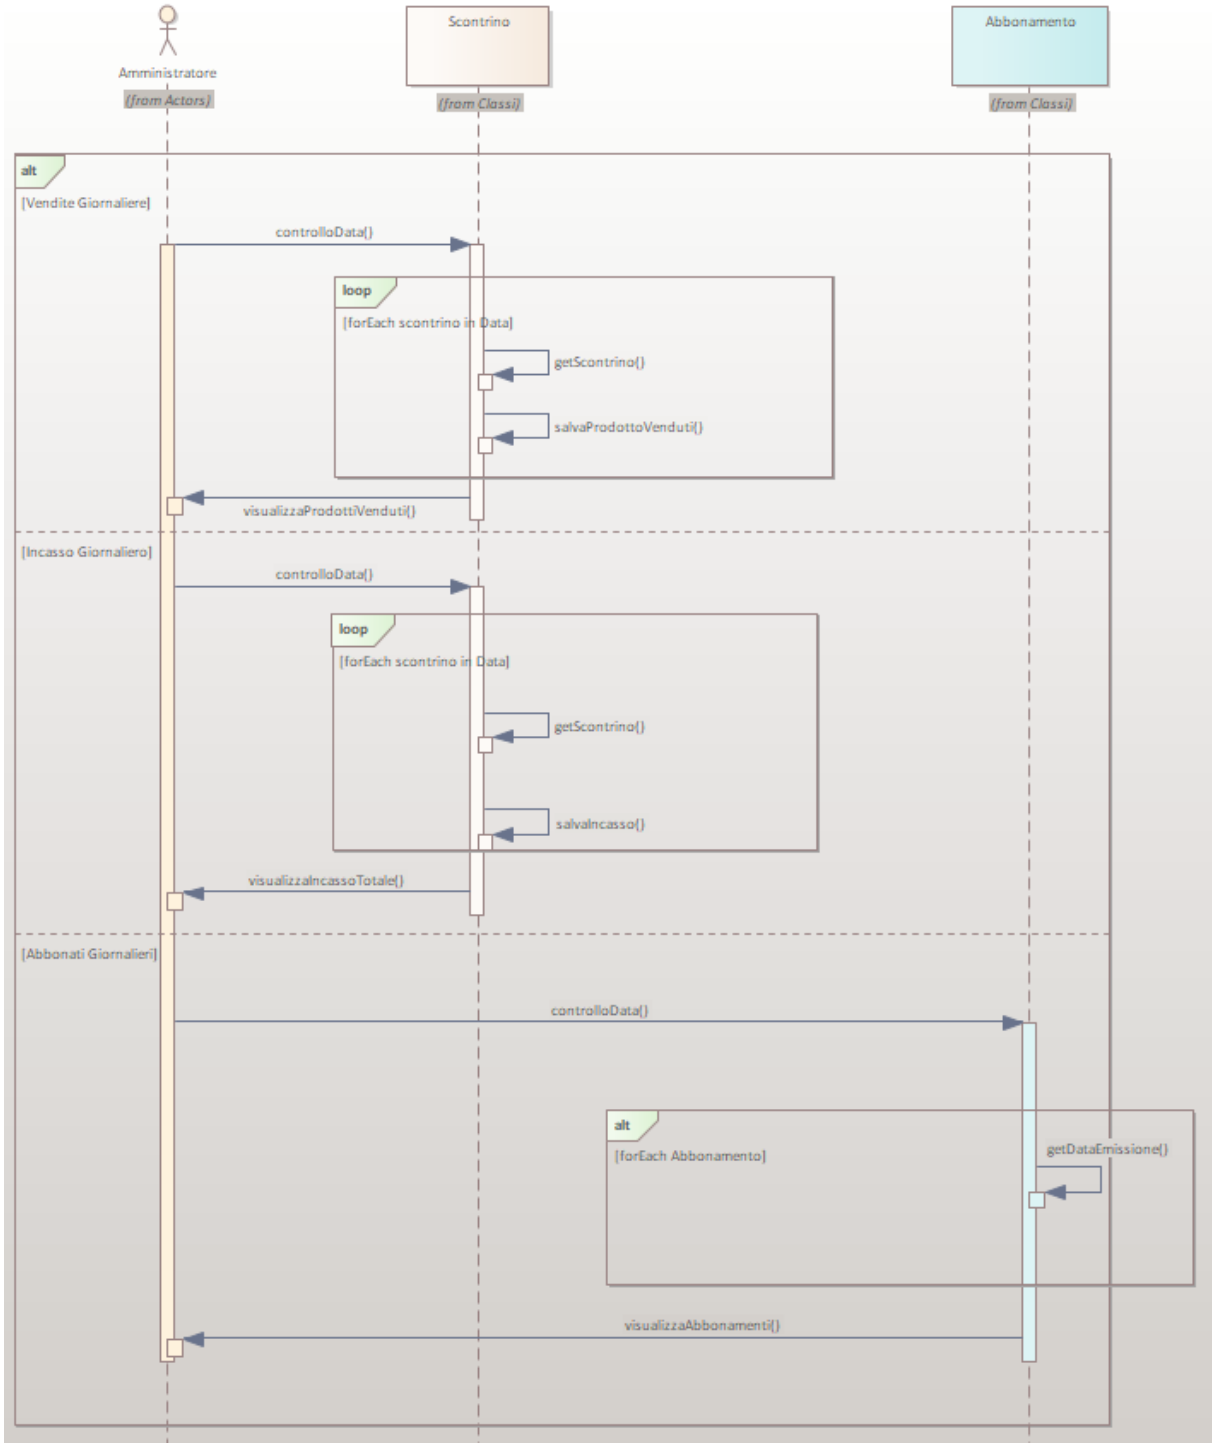 Scontrino
Abbonamento
Amministratore
(from Actors)
(from Classi)
(from Classi)
alt
[Vendite Giornaliere]
controlloData()
loop
[forEach scontrino in Data]
getScontrino()
salvaProdottoVenduti()
visualizzaProdottiVenduti()
[Incasso Giornaliero]
controlloData()
loop
[forEach scontrino in Data]
getScontrino()
salvaIncasso()
visualizzaIncassoTotale()
[Abbonati Giornalieri]
controlloData()
alt
[forEach Abbonamento]
getDataEmissione()
visualizzaAbbonamenti()